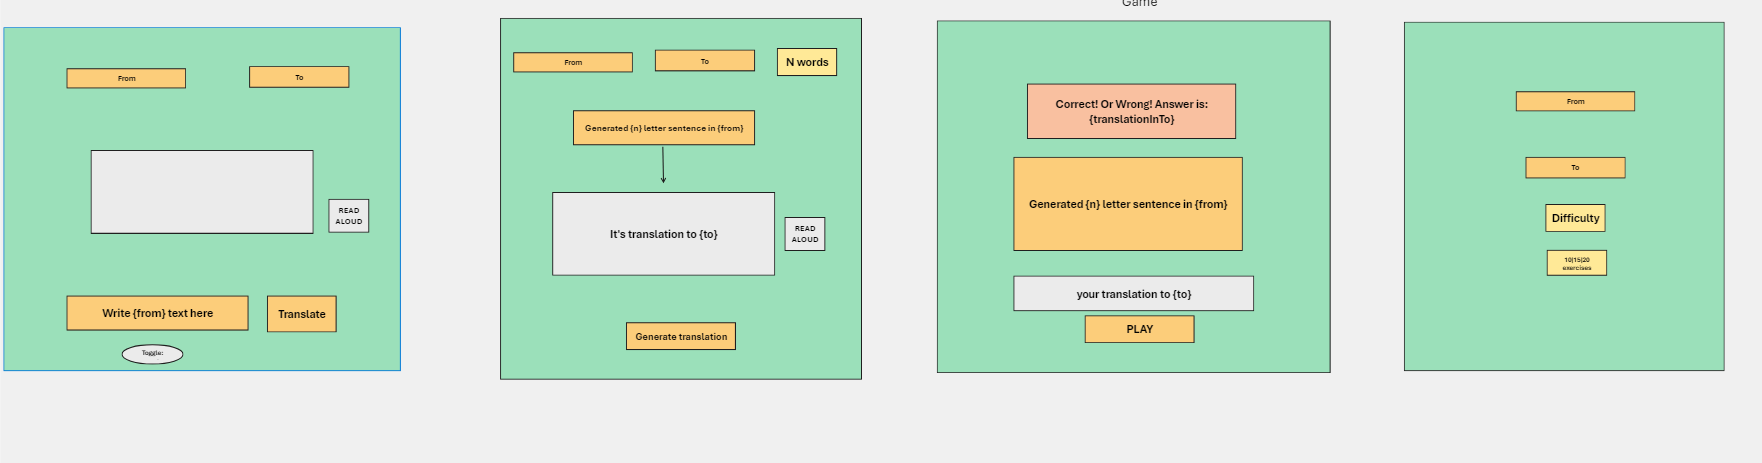 From
To
READ
ALOUD
Write {from} text here
Translate
Toggle:
From
To
N words
Generated {n} letter sentence in {from}
It's translation to {to}
READ
ALOUD
Generate translation
Game
Correct! Or Wrong! Answer is:
{translationInTo}
Generated {n} letter sentence in {from}
your translation to {to}
PLAY
From
To
Difficulty
10|15|20
exercises